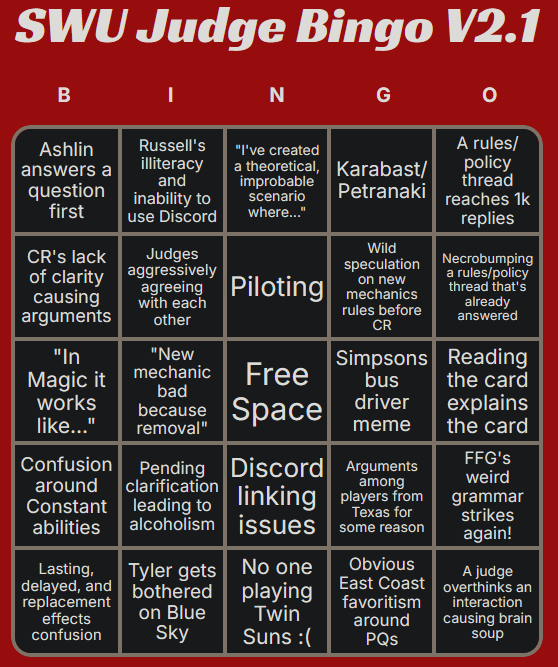 SWU Judge Bingo V2.1
B I N G O
Ashlin
answers a
question
first
Russell's
illiteracy
and
inability to
use Discord
"I've created
a theoretical,
improbable
scenario
where..."
Karabast/
Petranaki
A rules/
policy
thread
reaches 1k
replies
CR's lack
of clarity
causing
arguments
Judges
aggressively
agreeing
with each
other
Piloting
Wild
speculation
on new
mechanics
rules before
CR
Necrobumping
a rules/policy
thread that's
already
answered
"In
Magic it
works
like..."
"New
mechanic
bad
because
removal"
Free
Space
Simpsons
bus
driver
meme
Reading
the card
explains
the card
Confusion
around
Constant
abilities
Pending
clarification
leading to
alcoholism
Discord
linking
issues
Arguments
among
players from
Texas for
some reason
FFG's
weird
grammar
strikes
again!
Lasting,
delayed, and
replacement
effects
confusion
Tyler gets
bothered
on Blue
Sky
No one
playing
Twin
Suns :(
Obvious
East Coast
favoritism
around
PQs
A judge
overthinks an
interaction
causing brain
soup